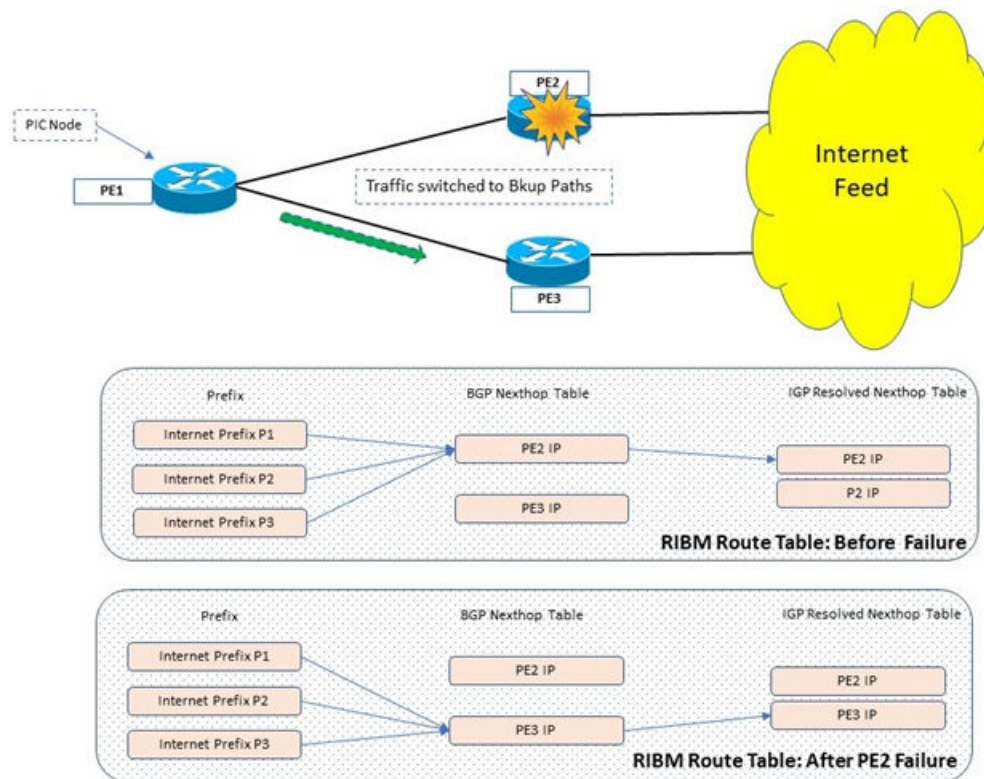 PE2
PIC Node
PE1
Traffic switched to Bkup Paths
Internet
Feed
PE3
Prefix
BGP Nexthop Table
IGP Resolved Nexthop Table
Internet Prefix P1
PE2 IP
PE2 IP
Internet Prefix P2
P2 IP
Internet Prefix P3
PE3 IP
RIBM Route Table: Before Failure
Prefix
BGP Nexthop Table
IGP Resolved Nexthop Table
Internet Prefix P1
PE2 IP
PE2 IP
Internet Prefix P2
PE3 IP
PE3 IP
Internet Prefix P3
RIBM Route Table: After PE2 Failure